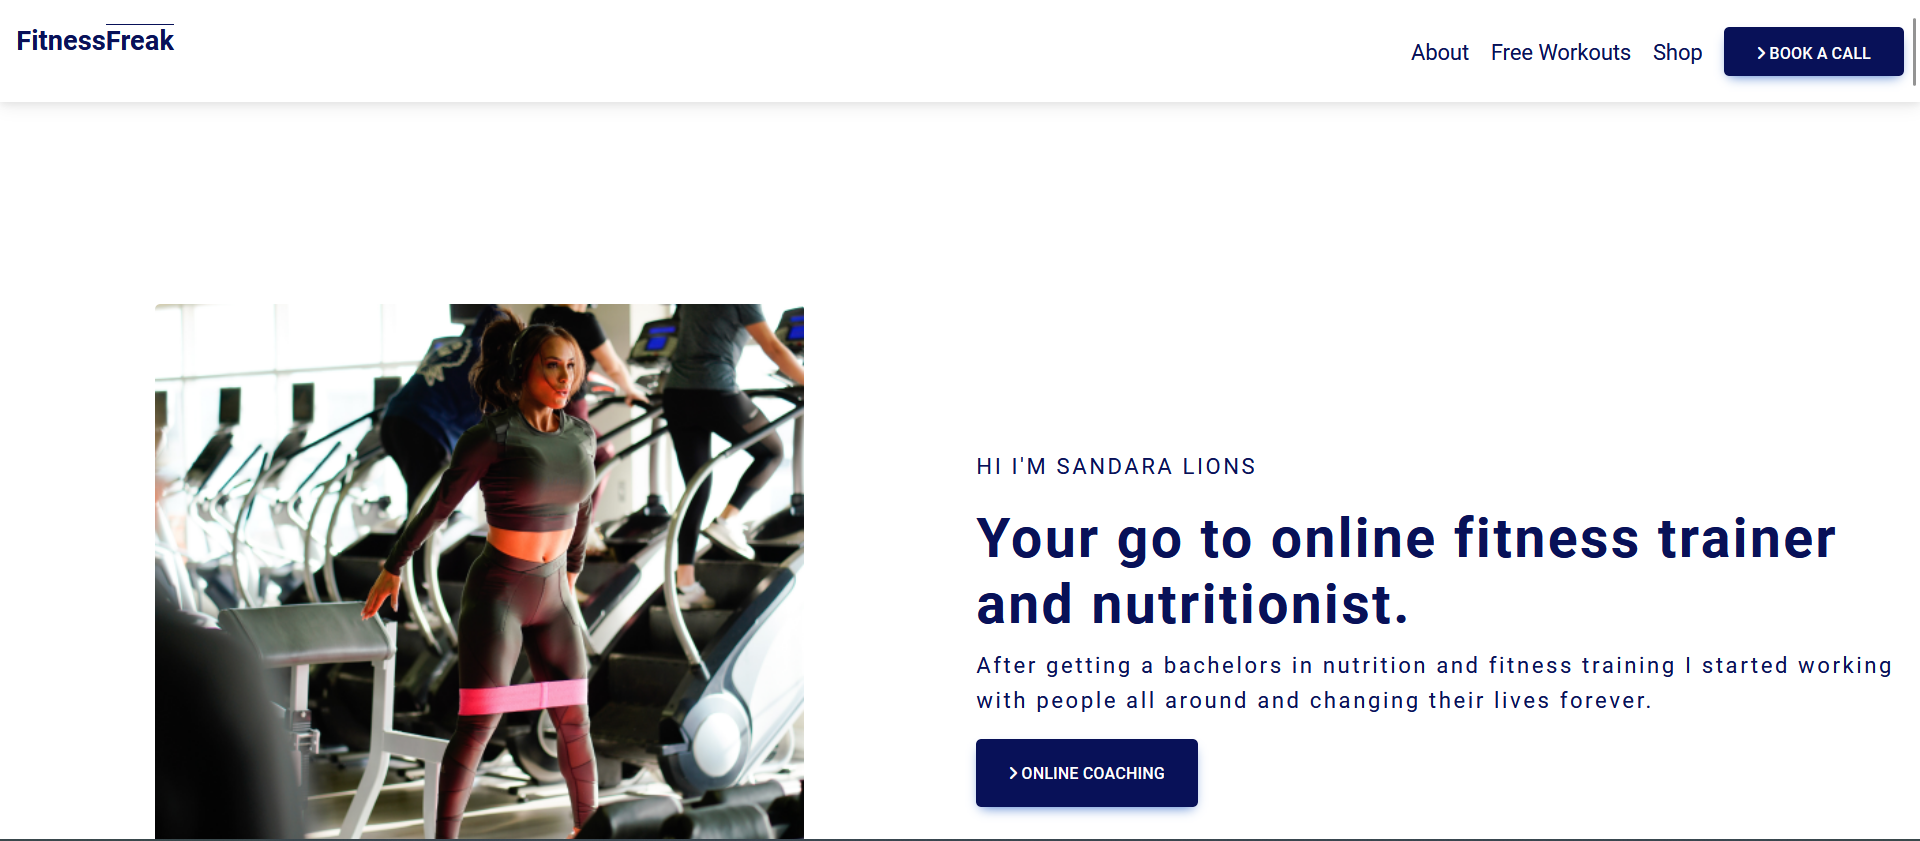 FitnessFreak
About Free Workouts Shop BOOK A CALL
HI I'M SANDARA LIONS
Your go to online fitness trainer
and nutritionist.
After getting a bachelors in nutrition and fitness training I started working
with people all around and changing their lives forever.
ONLINE COACHING